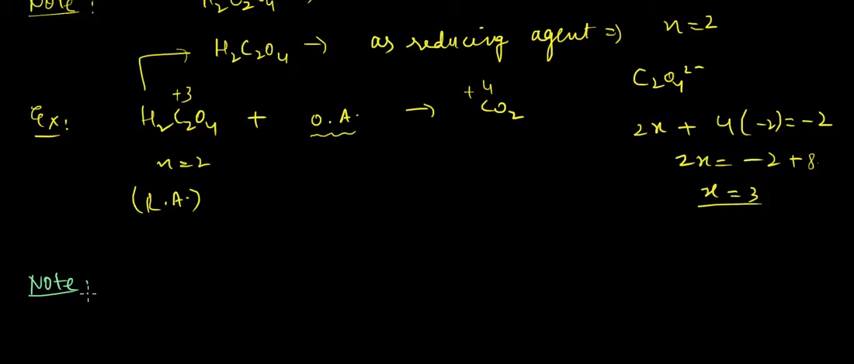 Note :
H₂C₂O₄
H₂C₂O₄ → as reducing agent ⇒ n = 2
C₂O₄²⁻
+3 +4
Ex: H₂C₂O₄ + O.A. → CO₂
2x + 4(-2) = -2
n = 2
2x = -2 + 8
(R.A.)
x = 3
Note :